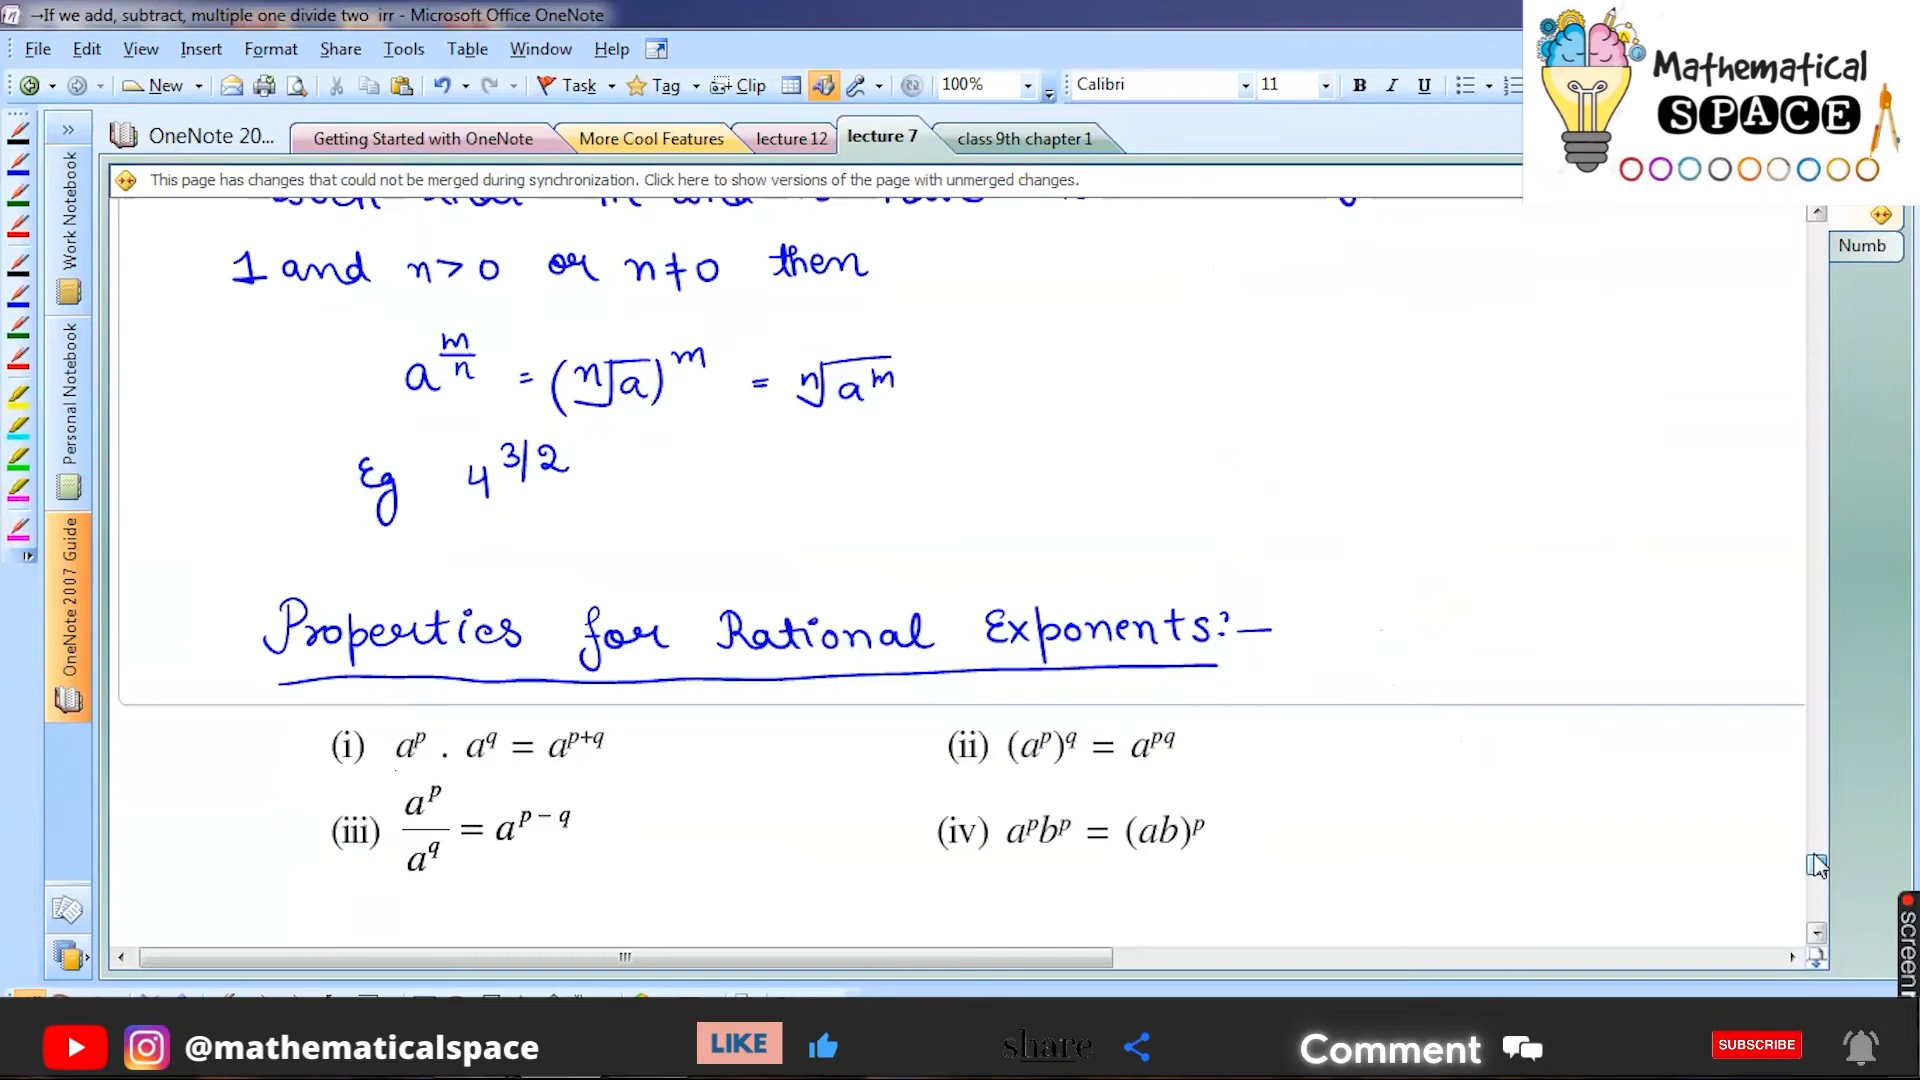 →If we add, subtract, multiple one divide two irr - Microsoft Office OneNote
File Edit View Insert Format Share Tools Table Window Help
New Task Tag Clip 100% Calibri 11 B I U
Mathematical
SPACE
OneNote 20... Getting Started with OneNote More Cool Features lecture 12 lecture 7 class 9th chapter 1
This page has changes that could not be merged during synchronization. Click here to show versions of the page with unmerged changes.
Numb
Work Notebook
Personal Notebook
OneNote 2007 Guide
1 and n>0 or n≠0 then
a^(m/n) = (ⁿ√a)^m = ⁿ√(a^m)
Eg 4^(3/2)
Properties for Rational Exponents:-
(i) a^p . a^q = a^(p+q) (ii) (a^p)^q = a^(pq)
(iii) a^p/a^q = a^(p – q) (iv) a^p b^p = (ab)^p
screen
@mathematicalspace LIKE share Comment SUBSCRIBE